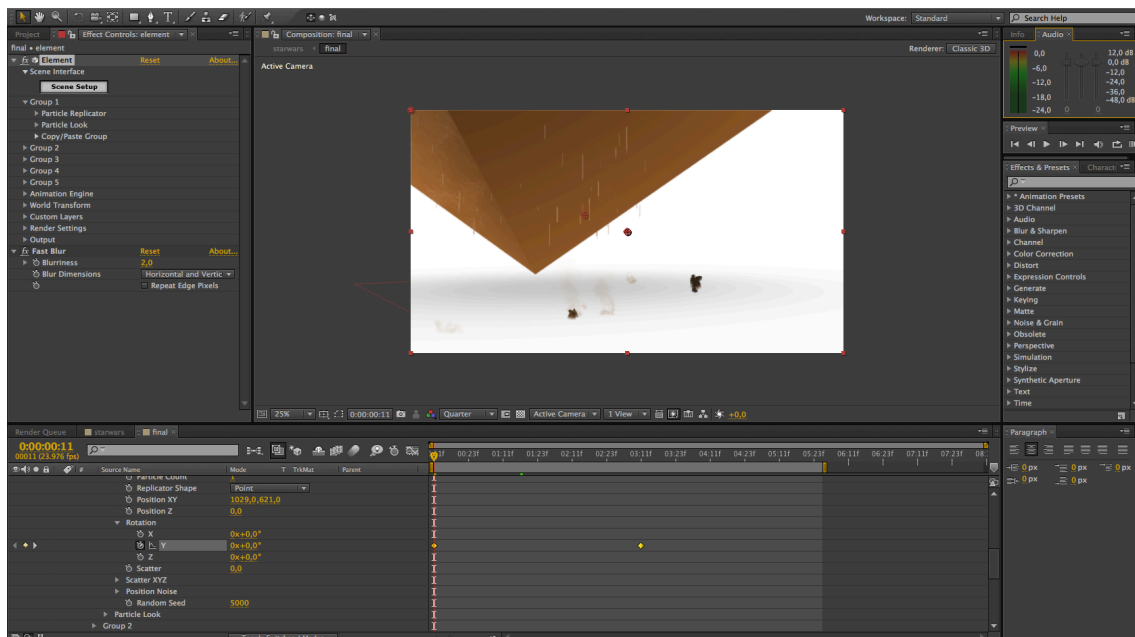 Workspace: Standard
Search Help
Project Effect Controls: element
Composition: final
Info Audio
final • element
starwars final
Renderer: Classic 3D
fx Element Reset About...
Active Camera
Scene Interface
Scene Setup
Group 1
Particle Replicator
Particle Look
Copy/Paste Group
Group 2
Group 3
Group 4
Group 5
Animation Engine
World Transform
Custom Layers
Render Settings
Output
fx Fast Blur Reset About...
Blurriness 2,0
Blur Dimensions Horizontal and Vertic
Repeat Edge Pixels
0,0
-6,0
-12,0
-18,0
-24,0
0 0
12,0 dB
0,0 dB
-12,0
-24,0
-36,0
-48,0 dB
Preview
Effects & Presets Charact
* Animation Presets
3D Channel
Audio
Blur & Sharpen
Channel
Color Correction
Distort
Expression Controls
Generate
Keying
Matte
Noise & Grain
Obsolete
Perspective
Simulation
Stylize
Synthetic Aperture
Text
Time
25% 0:00:00:11 Quarter Active Camera 1 View +0,0
Render Queue starwars final
0:00:00:11
00011 (23.976 fps)
00:23f 01:11f 01:23f 02:11f 02:23f 03:11f 03:23f 04:11f 04:23f 05:11f 05:23f 06:11f 06:23f 07:11f 07:23f 08:
# Source Name Mode T TrkMat Parent
Particle Count 1
Replicator Shape Point
Position XY 1029,0,621,0
Position Z 0,0
Rotation
X 0x+0,0°
Y 0x+0,0°
Z 0x+0,0°
Scatter 0,0
Scatter XYZ
Position Noise
Random Seed 5000
Particle Look
Group 2
Paragraph
0 px 0 px 0 px
0 px 0 px